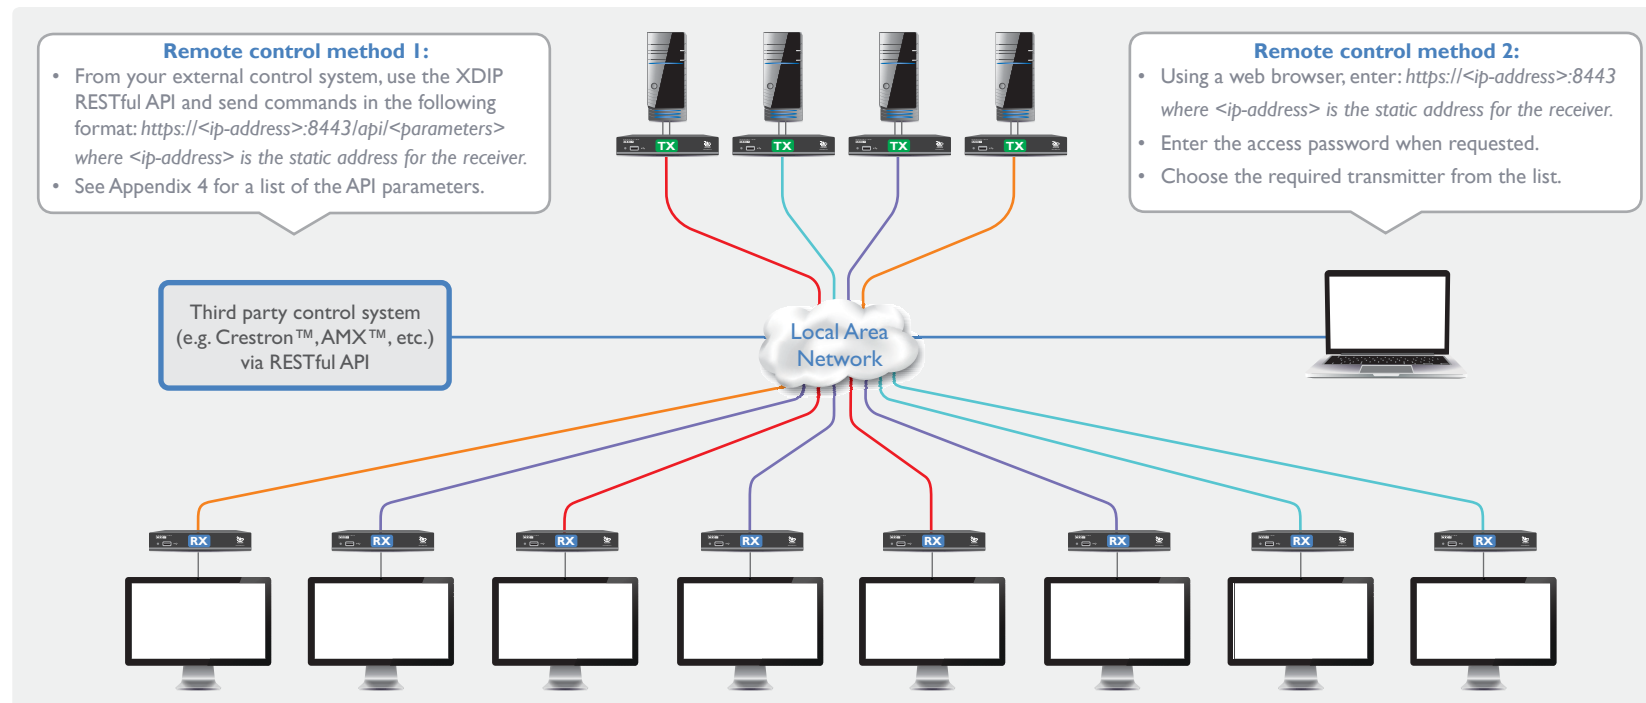 Remote control method 1:
• From your external control system, use the XDIP
RESTful API and send commands in the following
format: https://<ip-address>:8443/api/<parameters>
where <ip-address> is the static address for the receiver.
• See Appendix 4 for a list of the API parameters.
TX
TX
TX
TX
Remote control method 2:
• Using a web browser, enter: https://<ip-address>:8443
where <ip-address> is the static address for the receiver.
• Enter the access password when requested.
• Choose the required transmitter from the list.
Third party control system
(e.g. Crestron™, AMX™, etc.)
via RESTful API
Local Area
Network
RX
RX
RX
RX
RX
RX
RX
RX